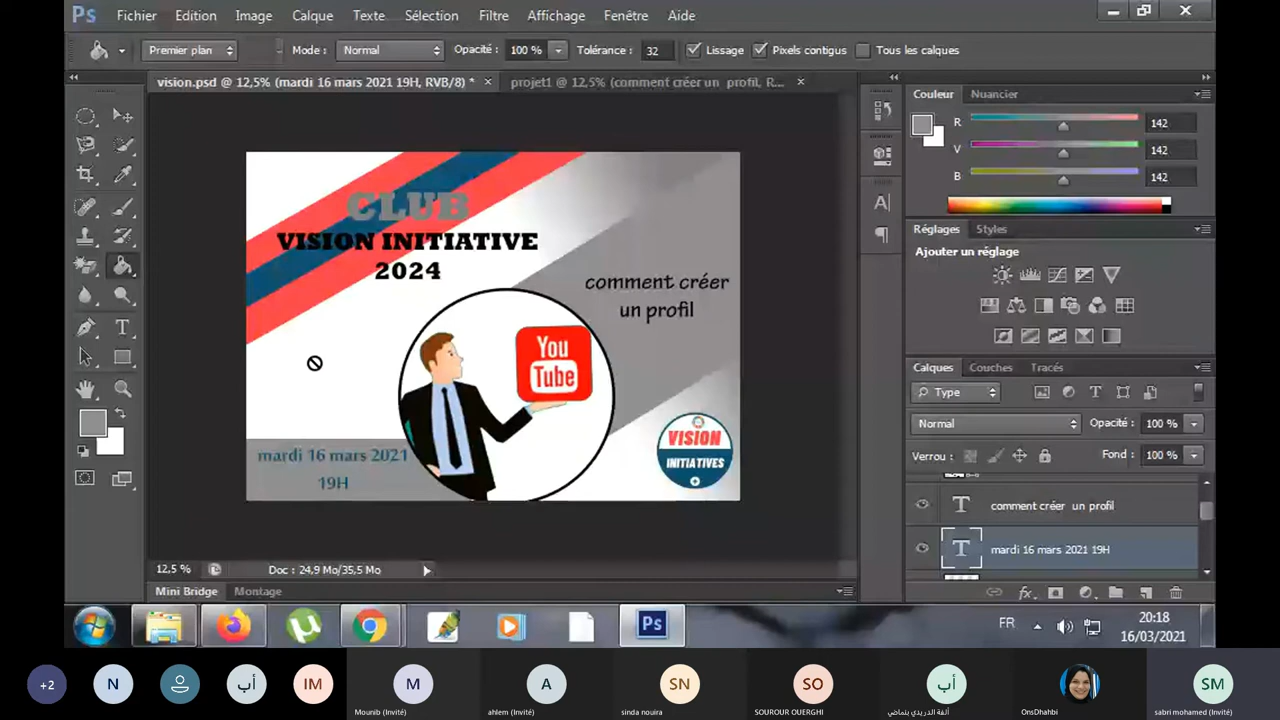 Ps Fichier Edition Image Calque Texte Sélection Filtre Affichage Fenêtre Aide
Premier plan Mode : Normal Opacité : 100 % Tolérance : 32 Lissage Pixels contigus Tous les calques
vision.psd @ 12,5% (mardi 16 mars 2021 19H, RVB/8) * projet1 @ 12,5% (comment créer un profil, R...
Couleur Nuancier
R 142
V 142
B 142
CLUB
VISION INITIATIVE
2024
comment créer
un profil
You
Tube
mardi 16 mars 2021
19H
VISION
INITIATIVES
Réglages Styles
Ajouter un réglage
Calques Couches Tracés
Type
Normal Opacité : 100 %
Verrou : Fond : 100 %
T comment créer un profil
T mardi 16 mars 2021 19H
12,5 % Doc : 24,9 Mo/35,5 Mo
Mini Bridge Montage
Ps
FR
20:18
16/03/2021
+2 N أب IM M A SN SO أب SM
Mounib (Invité) ahlem (Invité) sinda nouira SOUROUR OUERGHI ألفة الدريدي بنماضي OnsDhahbi sabri mohamed (Invité)